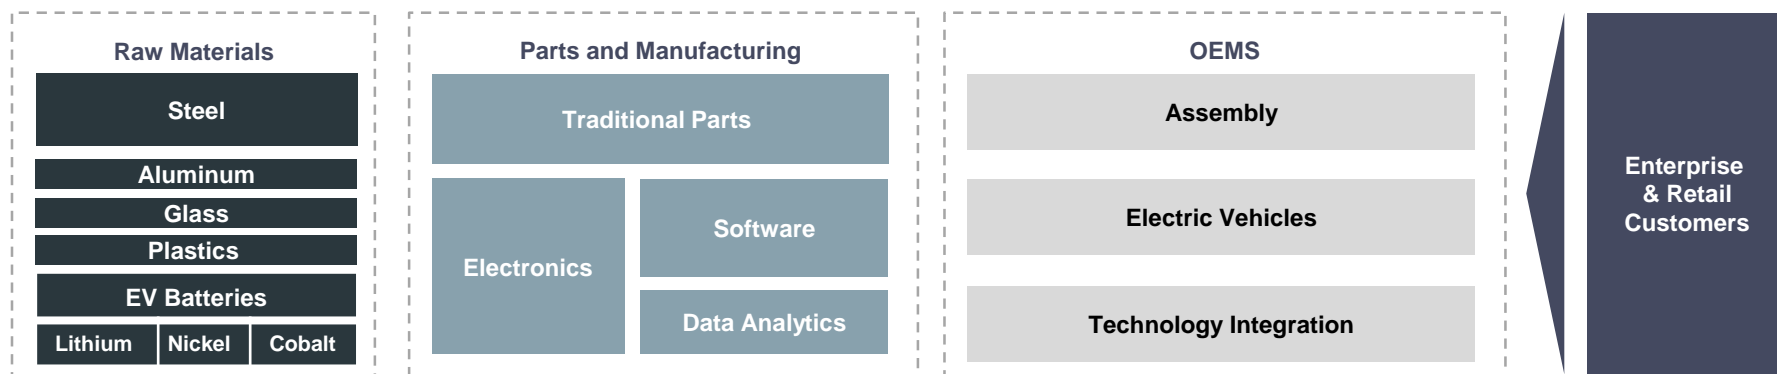 Raw Materials
Steel
Aluminum
Glass
Plastics
EV Batteries
Lithium
Nickel
Cobalt
Parts and Manufacturing
Traditional Parts
Electronics
Software
Data Analytics
OEMS
Assembly
Electric Vehicles
Technology Integration
Enterprise
& Retail
Customers